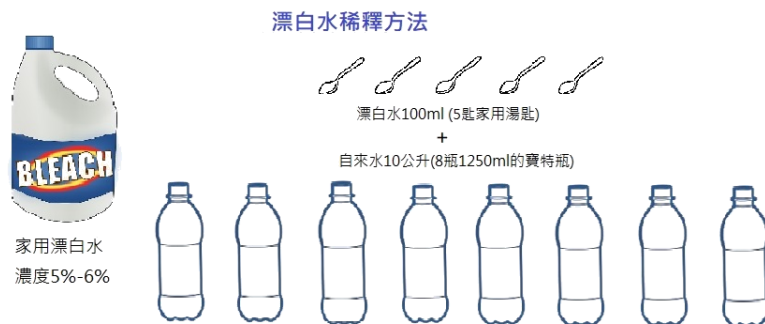 漂白水稀釋方法
漂白水100ml (5匙家用湯匙)
+
自來水10公升(8瓶1250ml的寶特瓶)
BLEACH
家用漂白水
濃度5%-6%